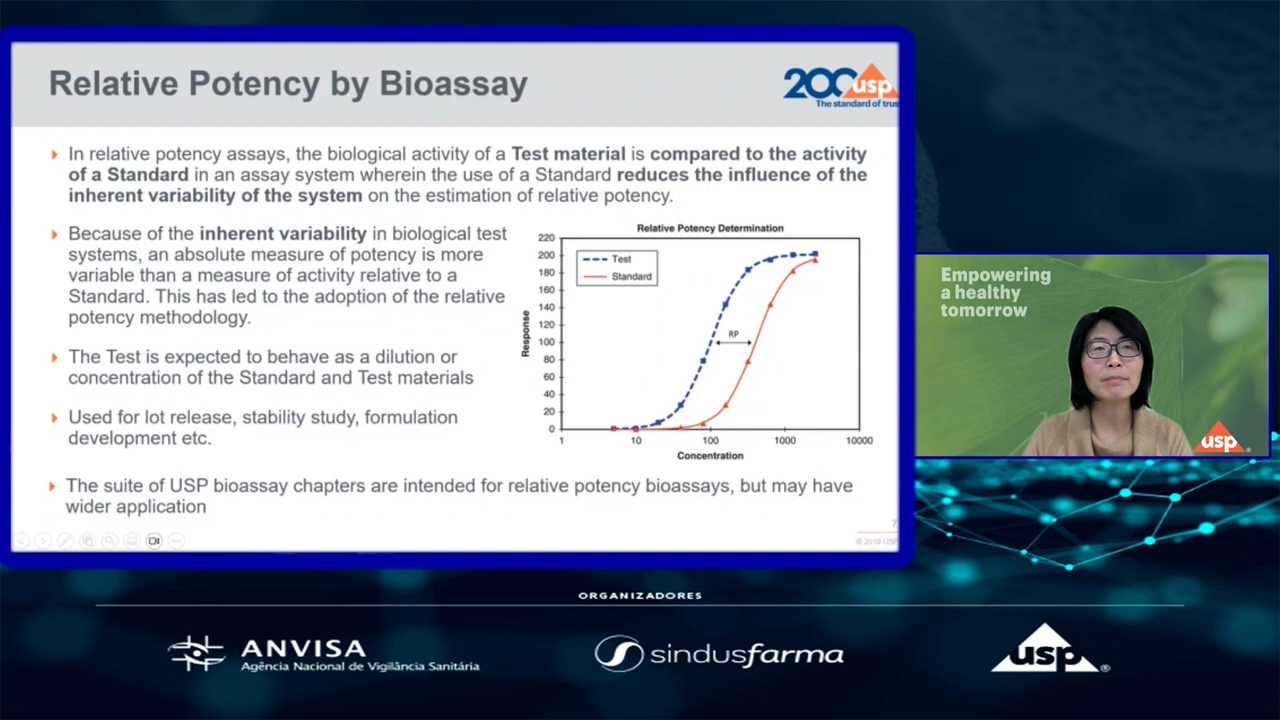 Relative Potency by Bioassay
200 usp
The standard of trus
In relative potency assays, the biological activity of a Test material is compared to the activity
of a Standard in an assay system wherein the use of a Standard reduces the influence of the
inherent variability of the system on the estimation of relative potency.
Because of the inherent variability in biological test
systems, an absolute measure of potency is more
variable than a measure of activity relative to a
Standard. This has led to the adoption of the relative
potency methodology.
The Test is expected to behave as a dilution or
concentration of the Standard and Test materials
Used for lot release, stability study, formulation
development etc.
Relative Potency Determination
220
200
180
160
140
120
100
80
60
40
20
0
Response
Test
Standard
RP
1 10 100 1000 10000
Concentration
The suite of USP bioassay chapters are intended for relative potency bioassays, but may have
wider application
7
© 2019 USP
Empowering
a healthy
tomorrow
usp®
ORGANIZADORES
ANVISA
Agência Nacional de Vigilância Sanitária
sindusfarma
usp®